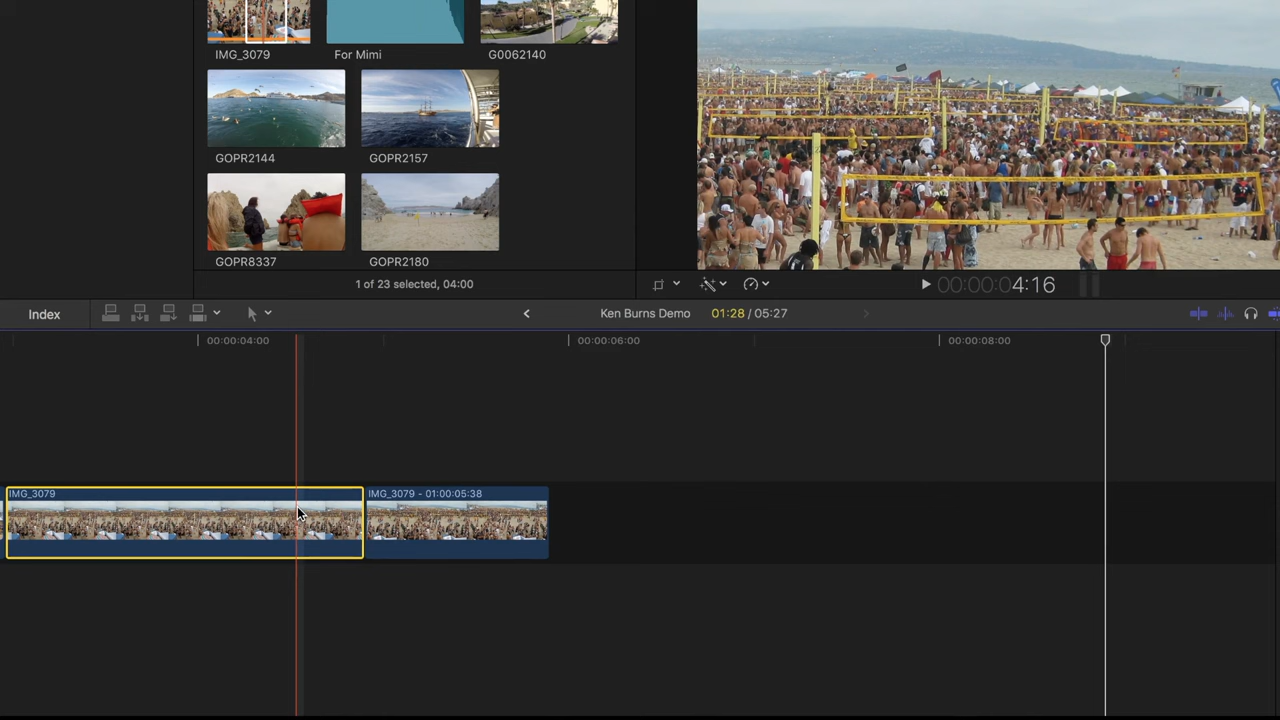 IMG_3079
For Mimi
G0062140
GOPR2144
GOPR2157
GOPR8337
GOPR2180
1 of 23 selected, 04:00
00:00:04:16
Index
Ken Burns Demo
01:28 / 05:27
00:00:04:00
00:00:06:00
00:00:08:00
IMG_3079
IMG_3079 - 01:00:05:38